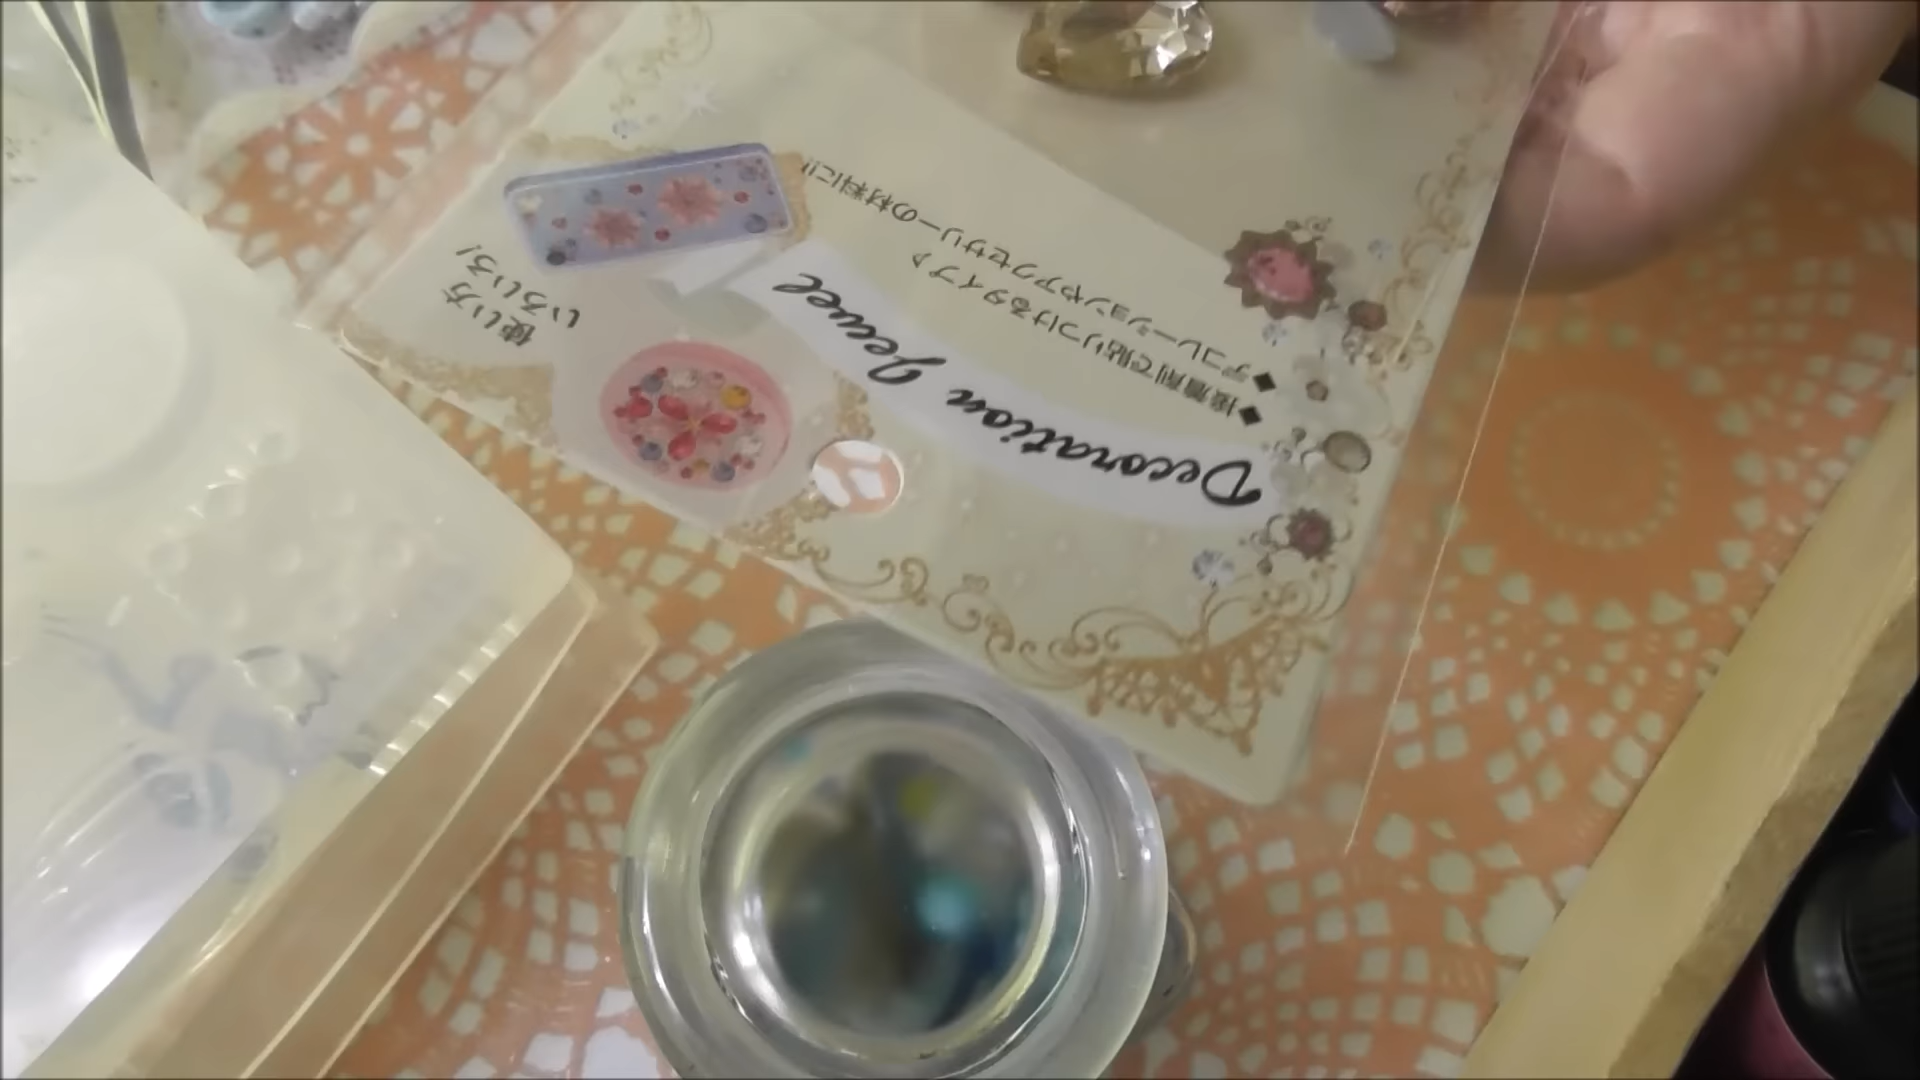 Decoration Jewel
◆接着剤で貼りつけるタイプ♪
◆デコレーションやアクセサリーの材料に!!
使い方
いろいろ!